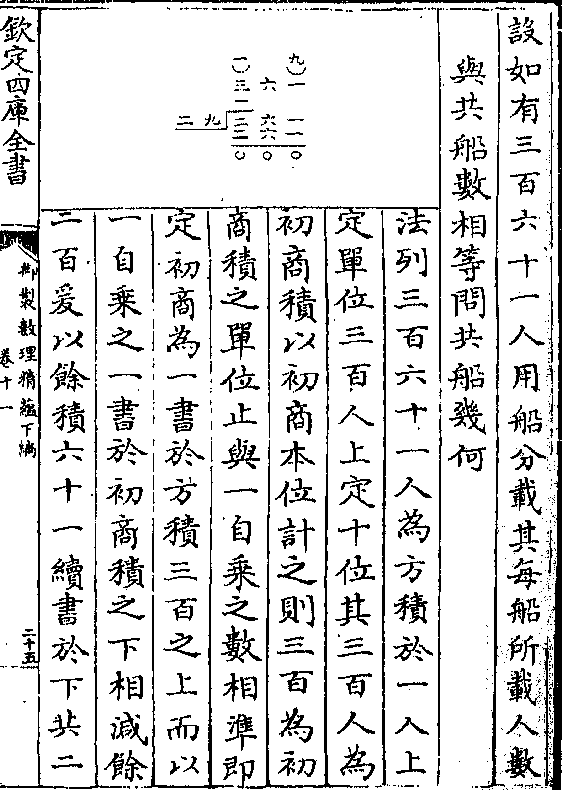 設如有三百六十一人用船分載其每船所載人數
與共船數相等問共船幾何
九一一一〇
六六六〇
一三二三二〇
九
二
法列三百六十一人為方積於一人上
定單位三百人上定十位其三百人為
初商積以初商本位計之則三百為初
商積之單位止與一自乘之數相準即
定初商為一書於方積三百之上而以
一自乘之一書於初商積之下相減餘
二百爰以餘積六十一續書於下共二
欽定四庫全書
御製數理精蘊下編
卷十一
二十五